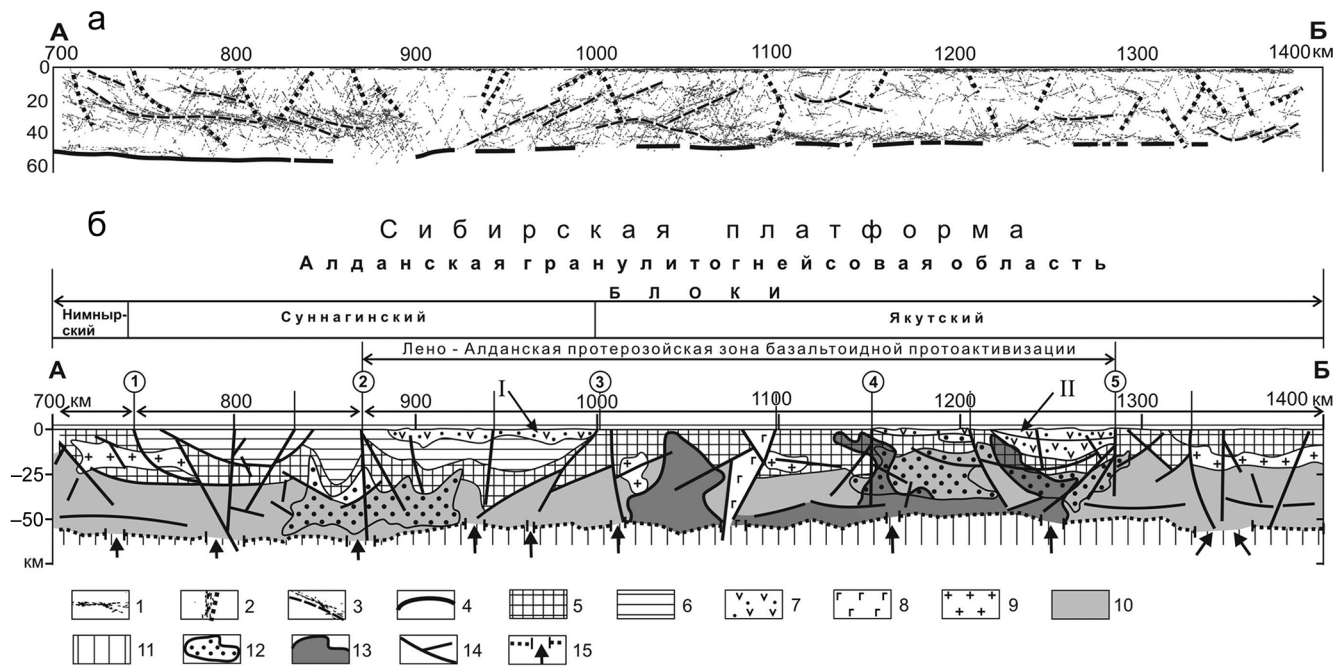 а
А Б
700 800 900 1000 1100 1200 1300 1400 км
0
20
40
60
б
Сибирская платформа
Алданская гранулитогнейсовая область
БЛОКИ
Нимныр-
ский
Суннагинский
Якутский
Лено - Алданская протерозойская зона базальтоидной протоактивизации
А 1 2 I 3 4 II 5 Б
700 км 800 900 1000 1100 1200 1300 1400 км
0
–25
–50
км
1 2 3 4 5 6 7 8 9 10
11 12 13 14 15